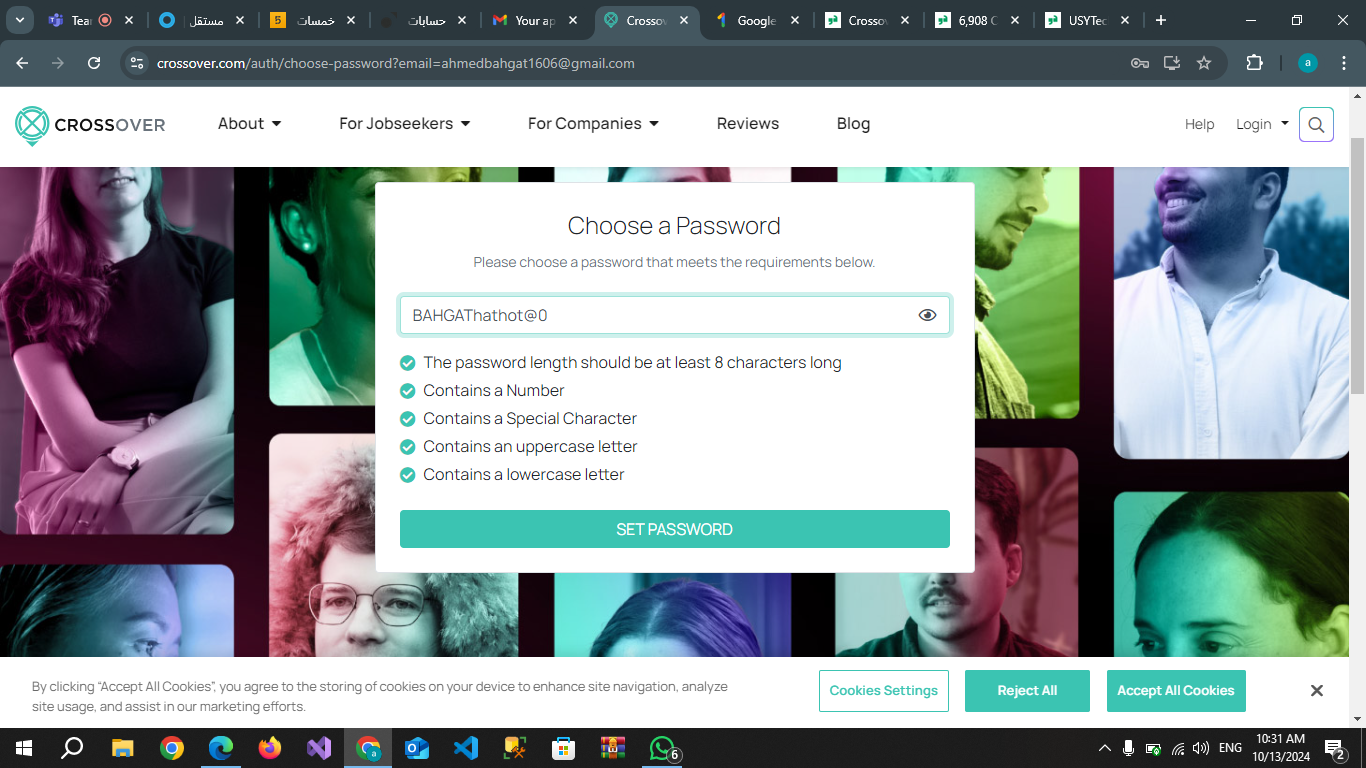 Tear
مستقل |
خمسات
حسابات
Your ap
Crossov
Google
Crossov
6,908 C
USYTec
crossover.com/auth/choose-password?email=ahmedbahgat1606@gmail.com
a
CROSSOVER
About
For Jobseekers
For Companies
Reviews
Blog
Help
Login
Choose a Password
Please choose a password that meets the requirements below.
BAHGAThathot@0
The password length should be at least 8 characters long
Contains a Number
Contains a Special Character
Contains an uppercase letter
Contains a lowercase letter
SET PASSWORD
By clicking “Accept All Cookies”, you agree to the storing of cookies on your device to enhance site navigation, analyze
site usage, and assist in our marketing efforts.
Cookies Settings
Reject All
Accept All Cookies
6
ENG
10:31 AM
10/13/2024
2